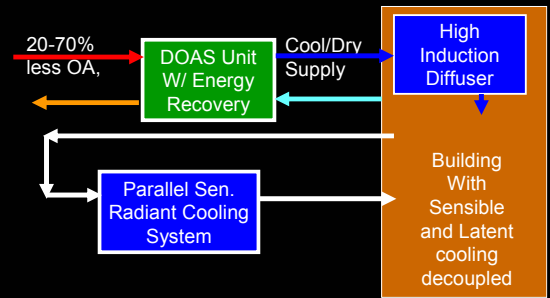 20-70%
less OA,
DOAS Unit
W/ Energy
Recovery
Cool/Dry
Supply
High
Induction
Diffuser
Parallel Sen.
Radiant Cooling
System
Building
With
Sensible
and Latent
cooling
decoupled